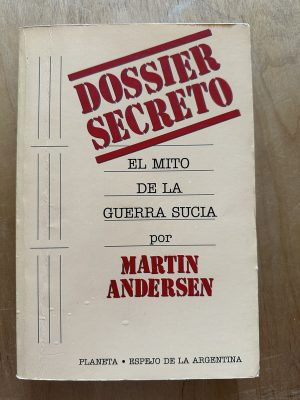 DOSSIER
SECRETO
EL MITO
DE LA
GUERRA SUCIA
por
MARTIN
ANDERSEN
PLANETA • ESPEJO DE LA ARGENTINA